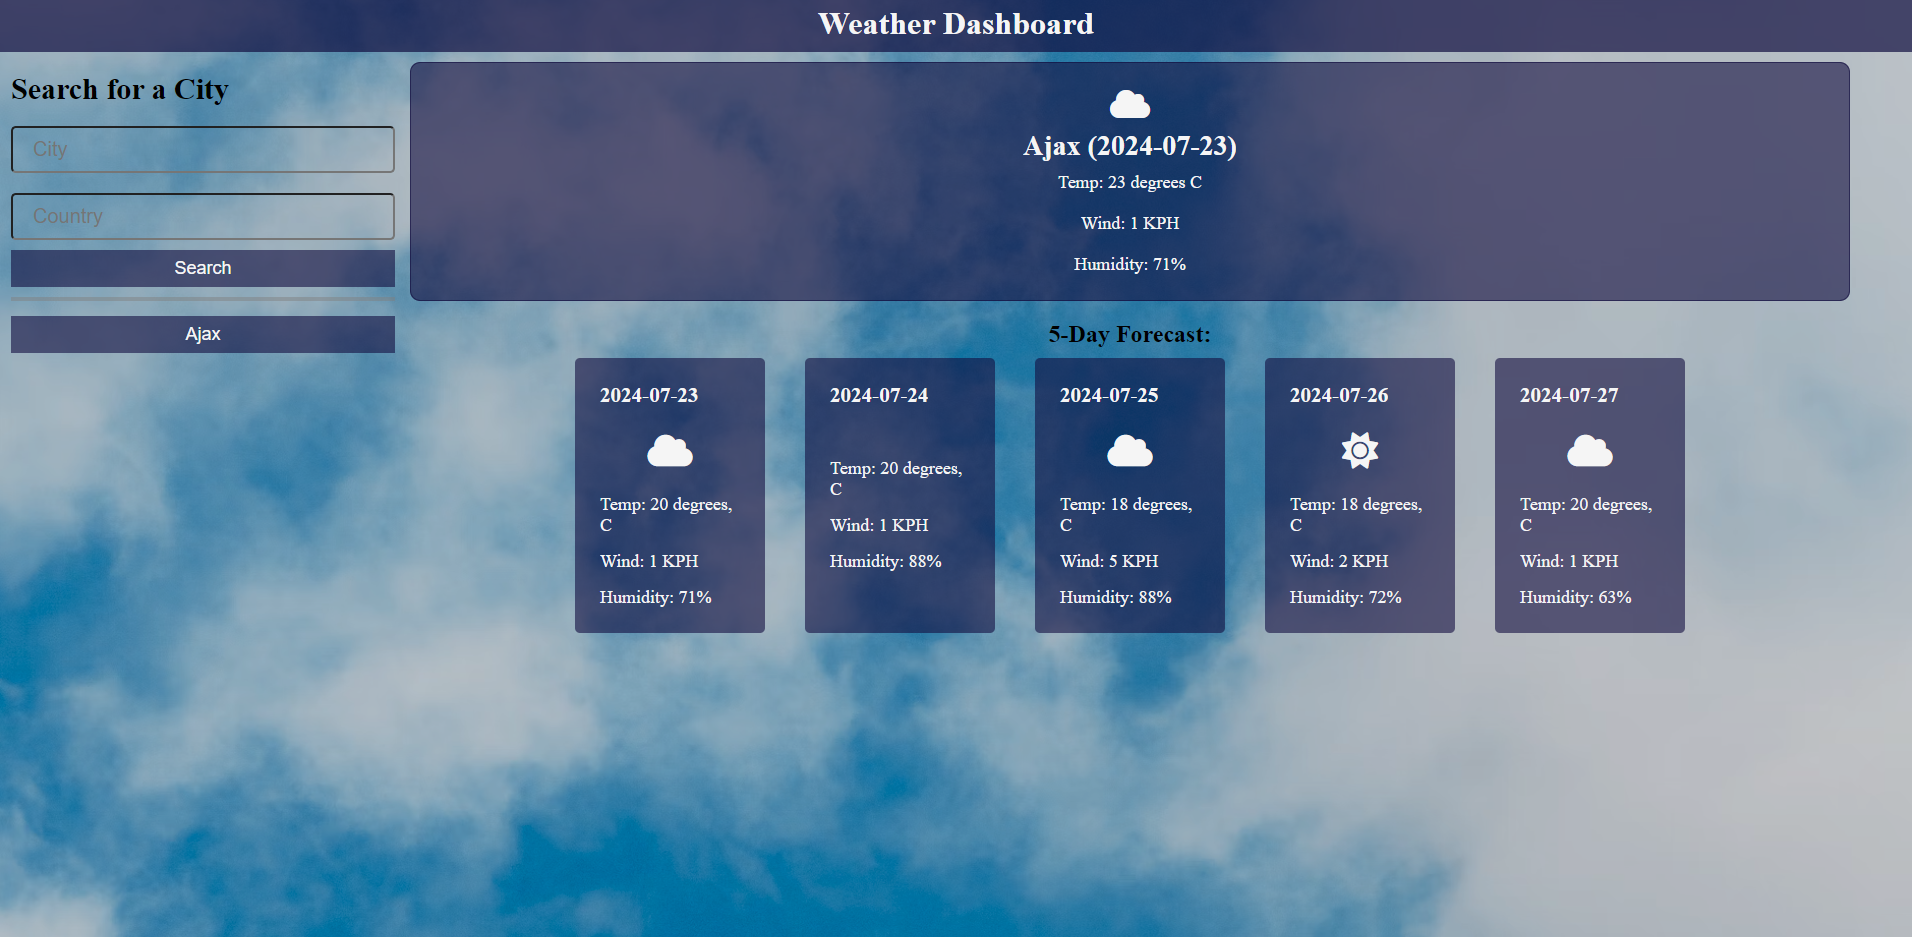 Weather Dashboard
Search for a City
City
Country
Search
Ajax
Ajax (2024-07-23)
Temp: 23 degrees C
Wind: 1 KPH
Humidity: 71%
5-Day Forecast:
2024-07-23
Temp: 20 degrees,
C
Wind: 1 KPH
Humidity: 71%
2024-07-24
Temp: 20 degrees,
C
Wind: 1 KPH
Humidity: 88%
2024-07-25
Temp: 18 degrees,
C
Wind: 5 KPH
Humidity: 88%
2024-07-26
Temp: 18 degrees,
C
Wind: 2 KPH
Humidity: 72%
2024-07-27
Temp: 20 degrees,
C
Wind: 1 KPH
Humidity: 63%